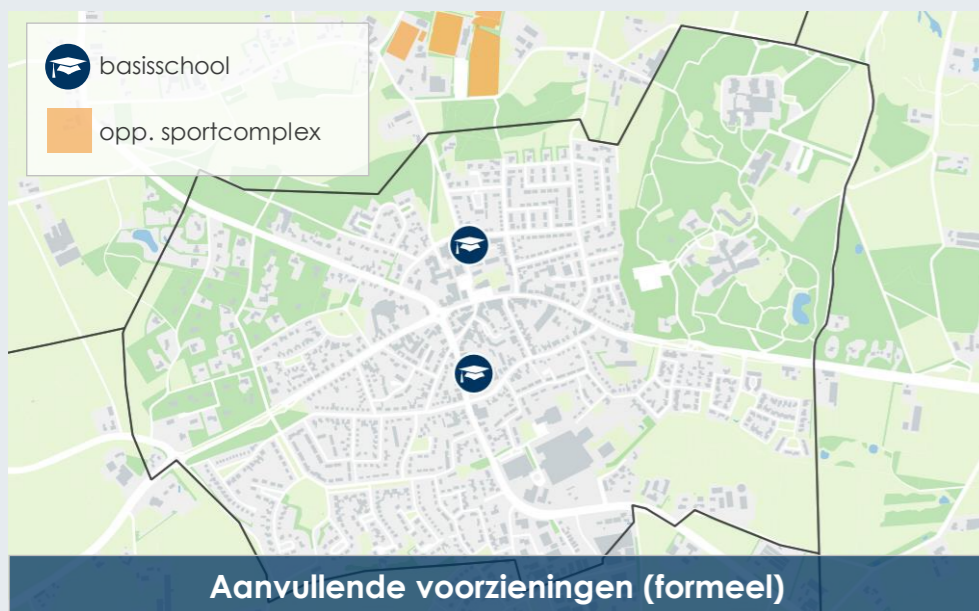 basisschool
opp. sportcomplex
Aanvullende voorzieningen (formeel)